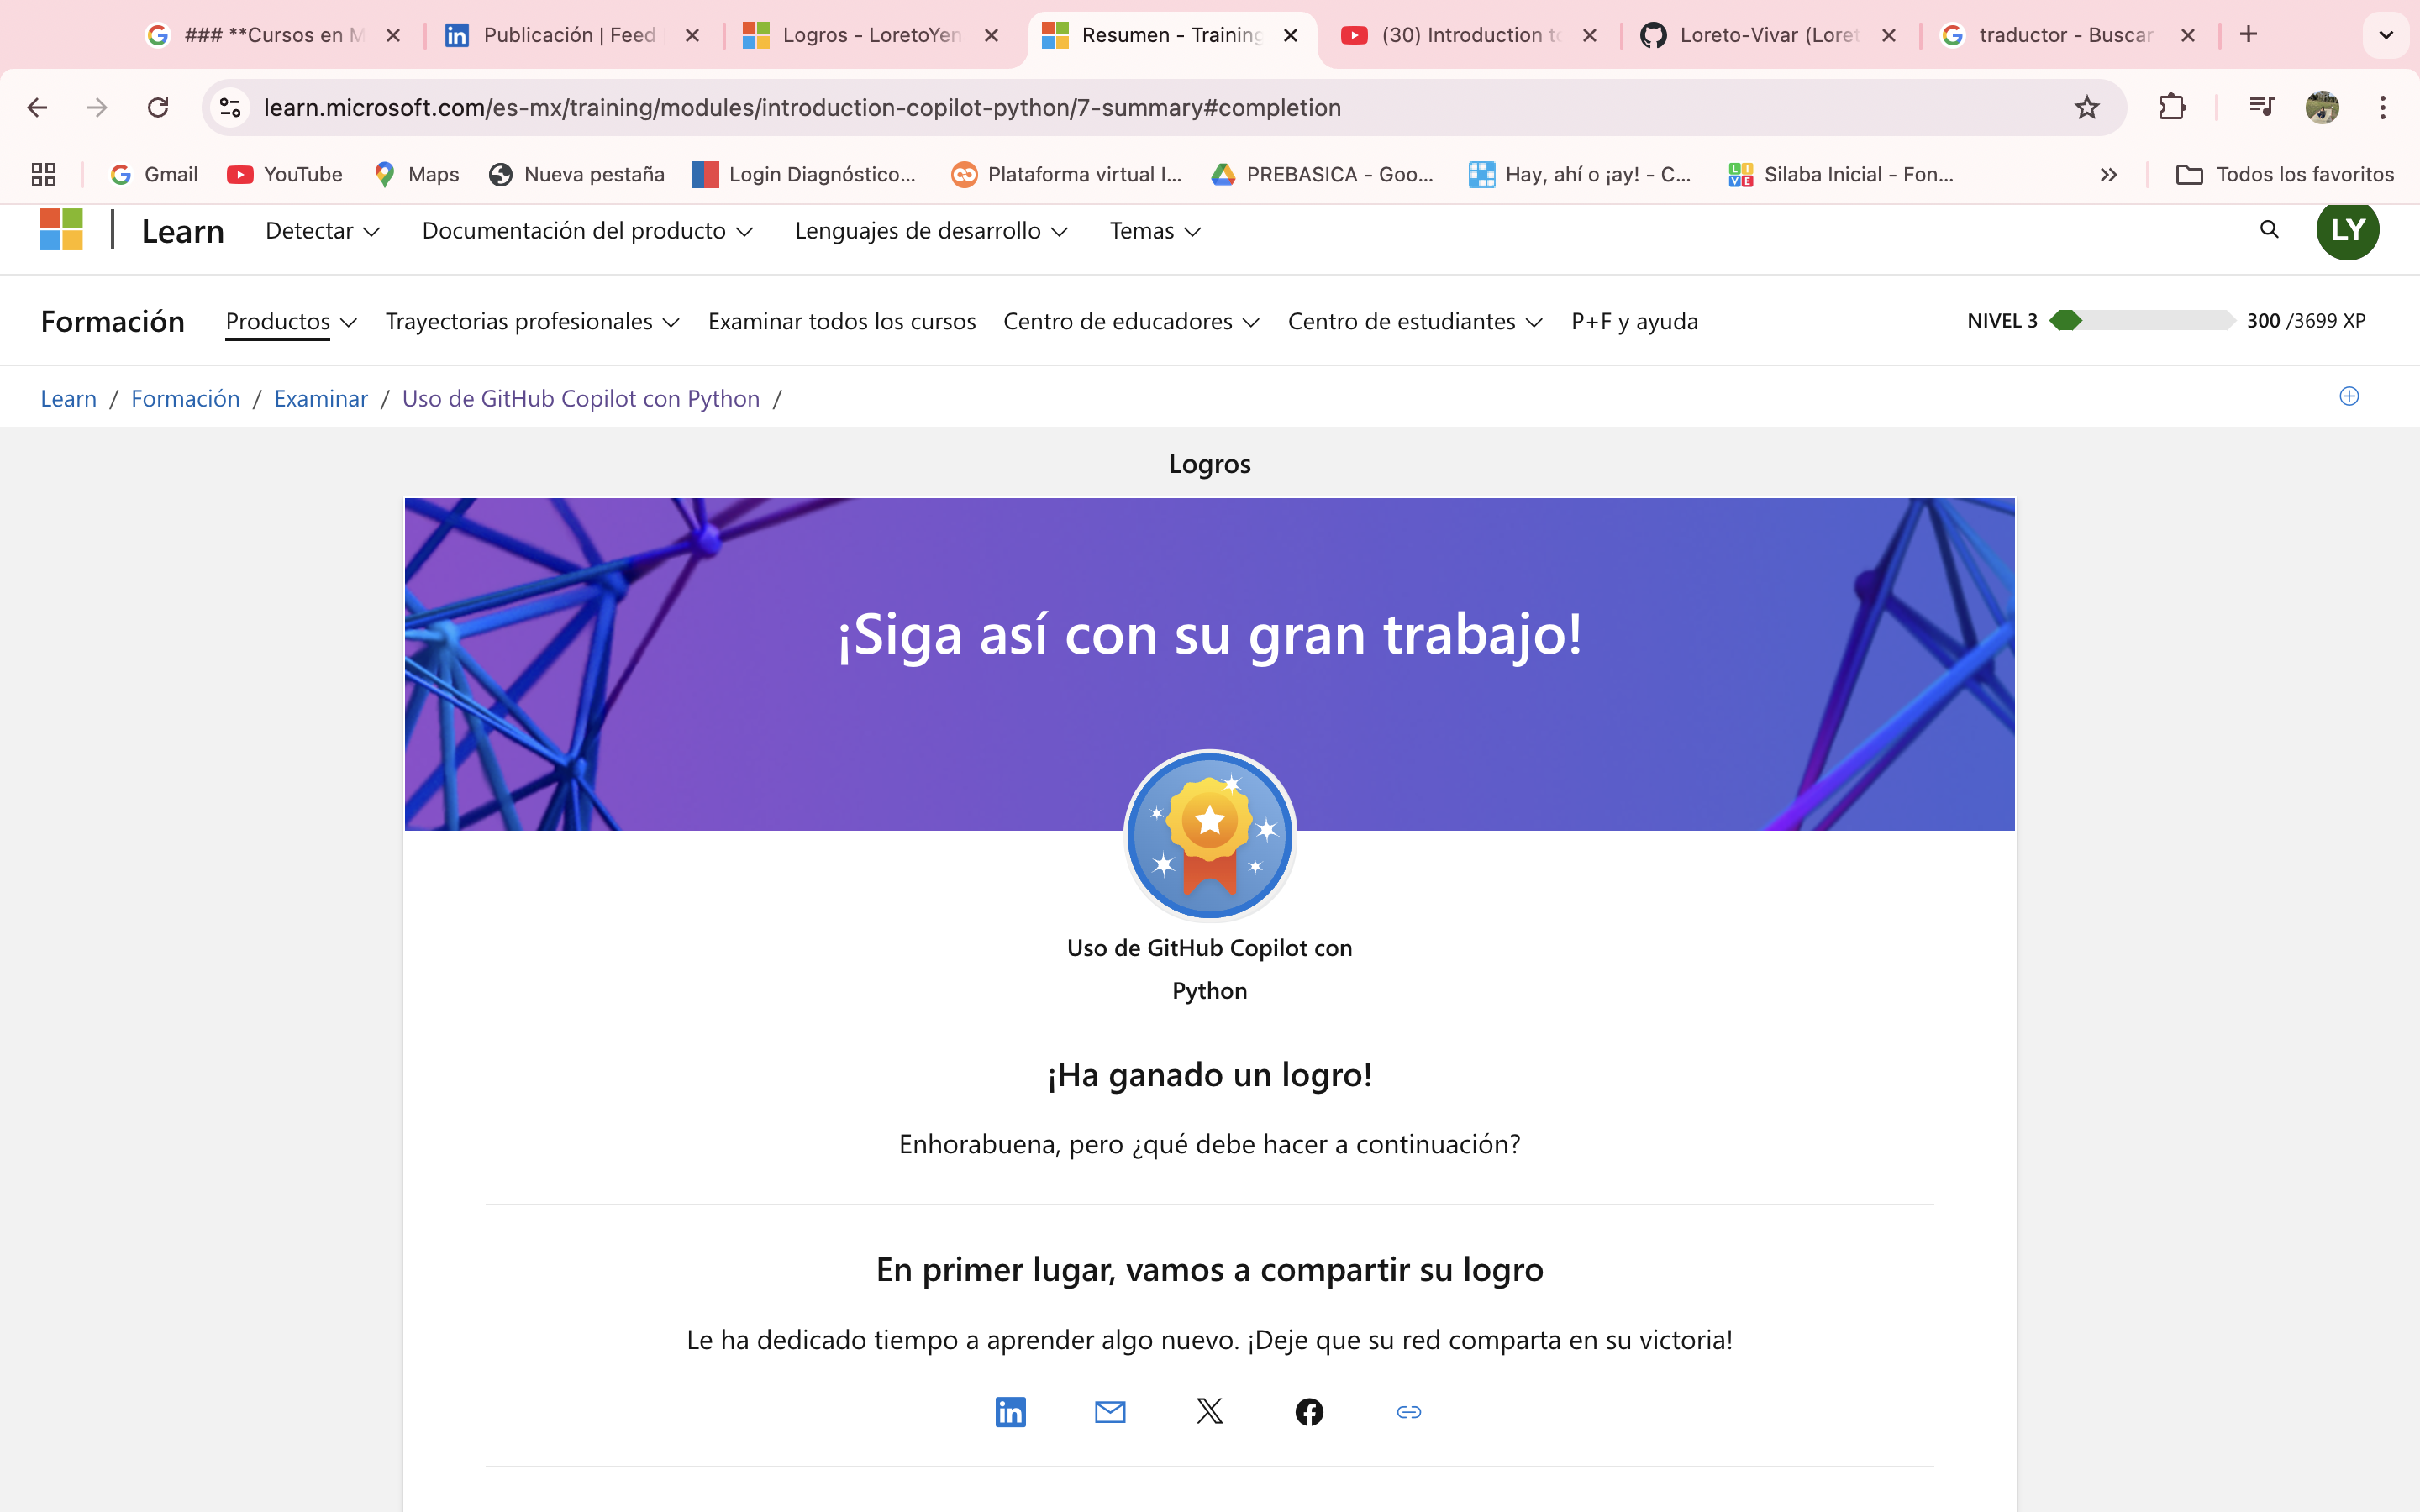 ### **Cursos en M
Publicación | Feed
Logros - LoretoYen
Resumen - Training
(30) Introduction to
Loreto-Vivar (Loret
traductor - Buscar
learn.microsoft.com/es-mx/training/modules/introduction-copilot-python/7-summary#completion
Gmail
YouTube
Maps
Nueva pestaña
Login Diagnóstico...
Plataforma virtual I...
PREBASICA - Goo...
Hay, ahí o ¡ay! - C...
Silaba Inicial - Fon...
Todos los favoritos
Learn
Detectar
Documentación del producto
Lenguajes de desarrollo
Temas
LY
Formación
Productos
Trayectorias profesionales
Examinar todos los cursos
Centro de educadores
Centro de estudiantes
P+F y ayuda
NIVEL 3
300 /3699 XP
Learn / Formación / Examinar / Uso de GitHub Copilot con Python /
Logros
¡Siga así con su gran trabajo!
Uso de GitHub Copilot con
Python
¡Ha ganado un logro!
Enhorabuena, pero ¿qué debe hacer a continuación?
En primer lugar, vamos a compartir su logro
Le ha dedicado tiempo a aprender algo nuevo. ¡Deje que su red comparta en su victoria!